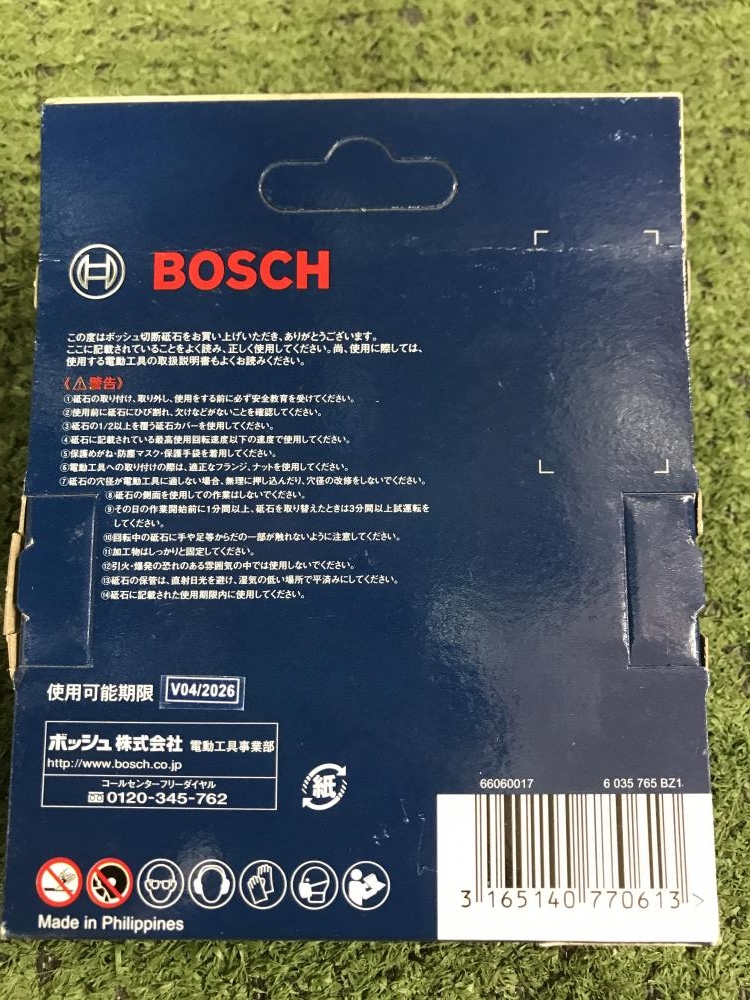 BOSCH
この度はボッシュ切断砥石をお買い上げいただき、ありがとうございます。
ここに記載されていることをよく読み、正しく使用してください。尚、使用に際しては、
使用する電動工具の取扱説明書もよくお読みください。
《⚠警告》
①砥石の取り付け、取り外し、使用をする前に必ず安全教育を受けてください。
②使用前に砥石にひび割れ、欠けなどがないことを確認してください。
③砥石の1/2以上を覆う砥石カバーを使用してください。
④砥石に記載されている最高使用回転速度以下の速度で使用してください。
⑤保護めがね・防塵マスク・保護手袋を着用してください。
⑥電動工具への取り付けの際は、適正なフランジ、ナットを使用してください。
⑦砥石の穴径が電動工具に適しない場合、無理に押し込んだり、穴径の改修をしないでください。
⑧砥石の側面を使用しての作業はしないでください。
⑨その日の作業開始前に1分間以上、砥石を取り替えたときは3分間以上試運転を
してください。
⑩回転中の砥石に手や足等からだの一部が触れないように注意してください。
⑪加工物はしっかりと固定してください。
⑫引火・爆発の恐れのある雰囲気の中では使用しないでください。
⑬砥石の保管は、直射日光を避け、湿気の低い場所で平済みにしてください。
⑭砥石に記載された使用期限内に使用してください。
使用可能期限 V04/2026
ボッシュ株式会社 電動工具事業部
http://www.bosch.co.jp
コールセンターフリーダイヤル
0120-345-762
紙
66060017 6 035 765 BZ1
3 165140 770613 >
Made in Philippines